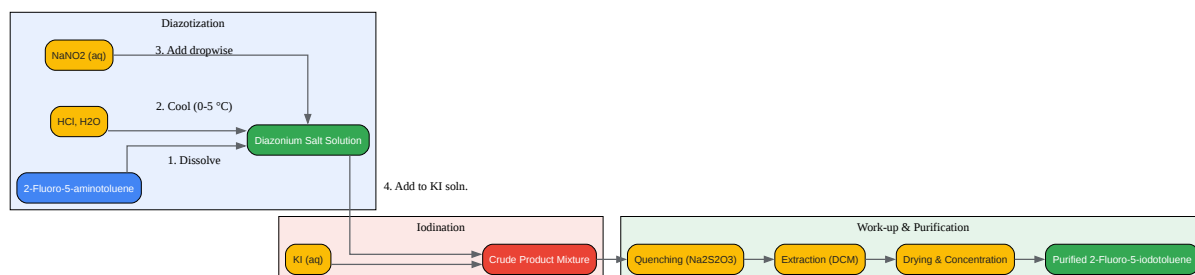 Diazotization
NaNO2 (aq)
3. Add dropwise
HCl, H2O
2. Cool (0-5 °C)
Diazonium Salt Solution
1. Dissolve
2-Fluoro-5-aminotoluene
4. Add to KI soln.
Iodination
KI (aq)
Crude Product Mixture
Work-up & Purification
Quenching (Na2S2O3)
Extraction (DCM)
Drying & Concentration
Purified 2-Fluoro-5-iodotoluene